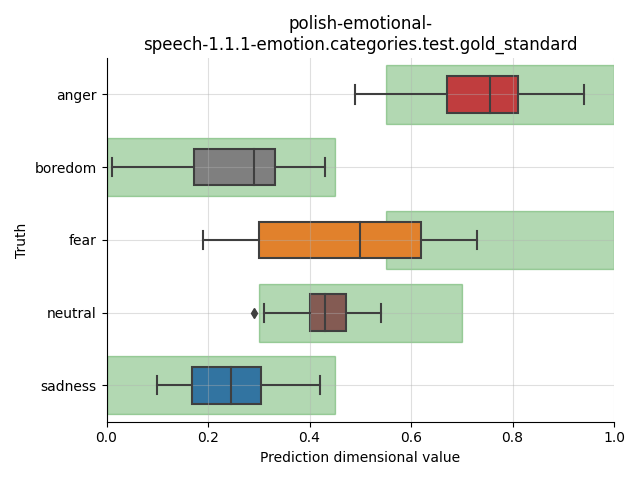 polish-emotional-
speech-1.1.1-emotion.categories.test.gold_standard
anger
boredom
fear
neutral
sadness
Truth
0.0 0.2 0.4 0.6 0.8 1.0
Prediction dimensional value